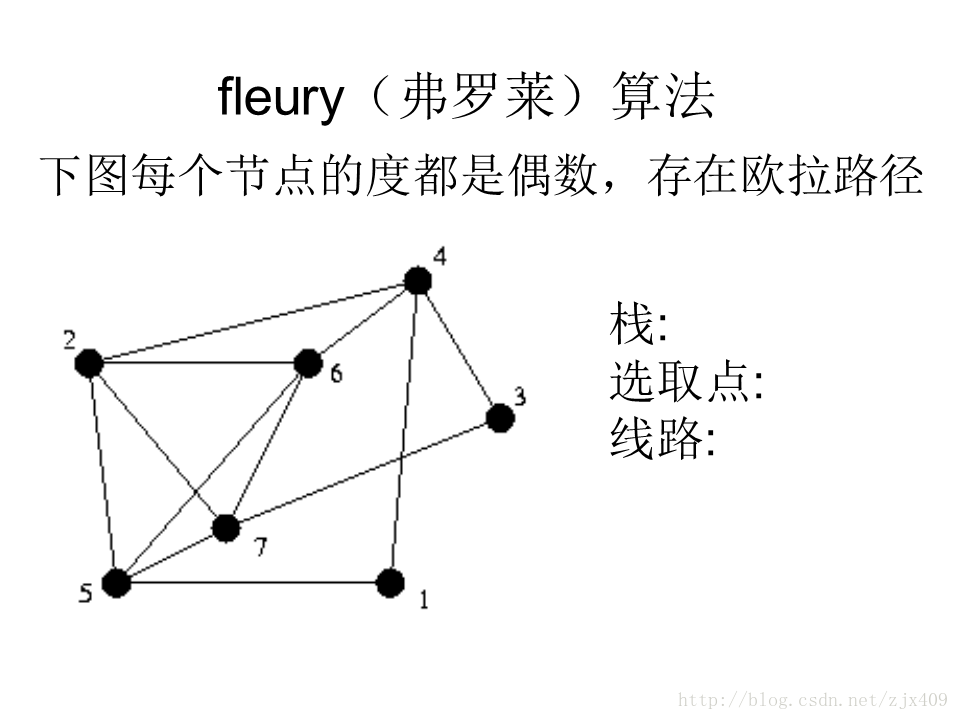 fleury（弗罗莱）算法
下图每个节点的度都是偶数，存在欧拉路径
4
2
6
3
7
5
1
栈:
选取点:
线路:
http://blog.csdn.net/zjx409